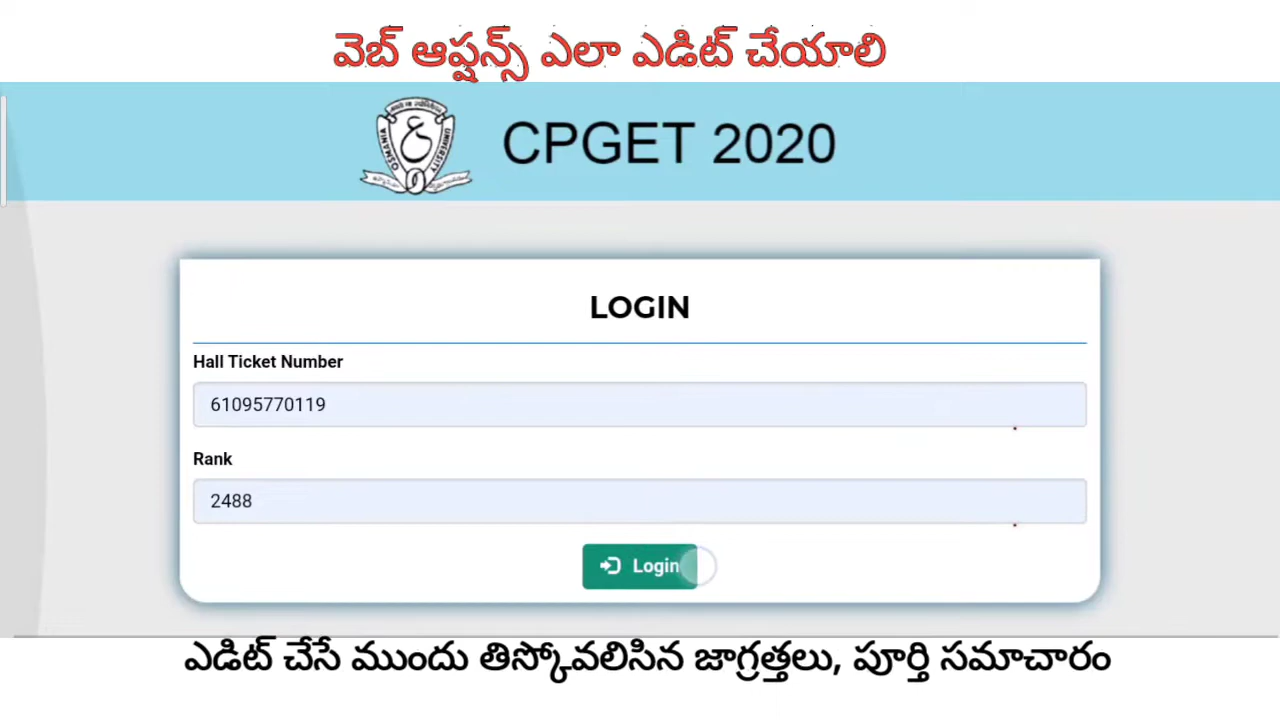 వెబ్ ఆప్షన్స్ ఎలా ఎడిట్ చేయాలి
CPGET 2020
LOGIN
Hall Ticket Number
61095770119
Rank
2488
Login
ఎడిట్ చేసే ముందు తిస్కోవలిసిన జాగ్రత్తలు, పూర్తి సమాచారం